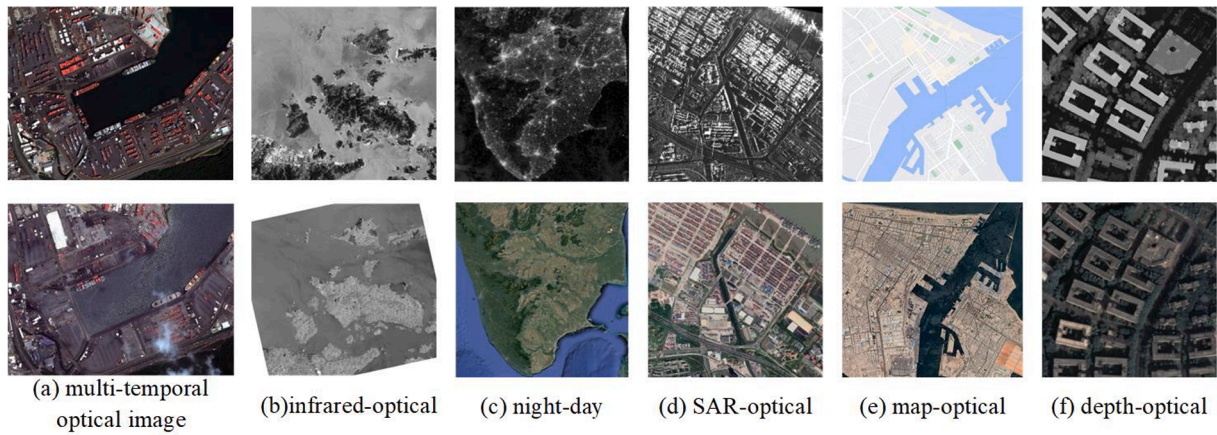 (a) multi-temporal
optical image
(b)infrared-optical
(c) night-day
(d) SAR-optical
(e) map-optical
(f) depth-optical